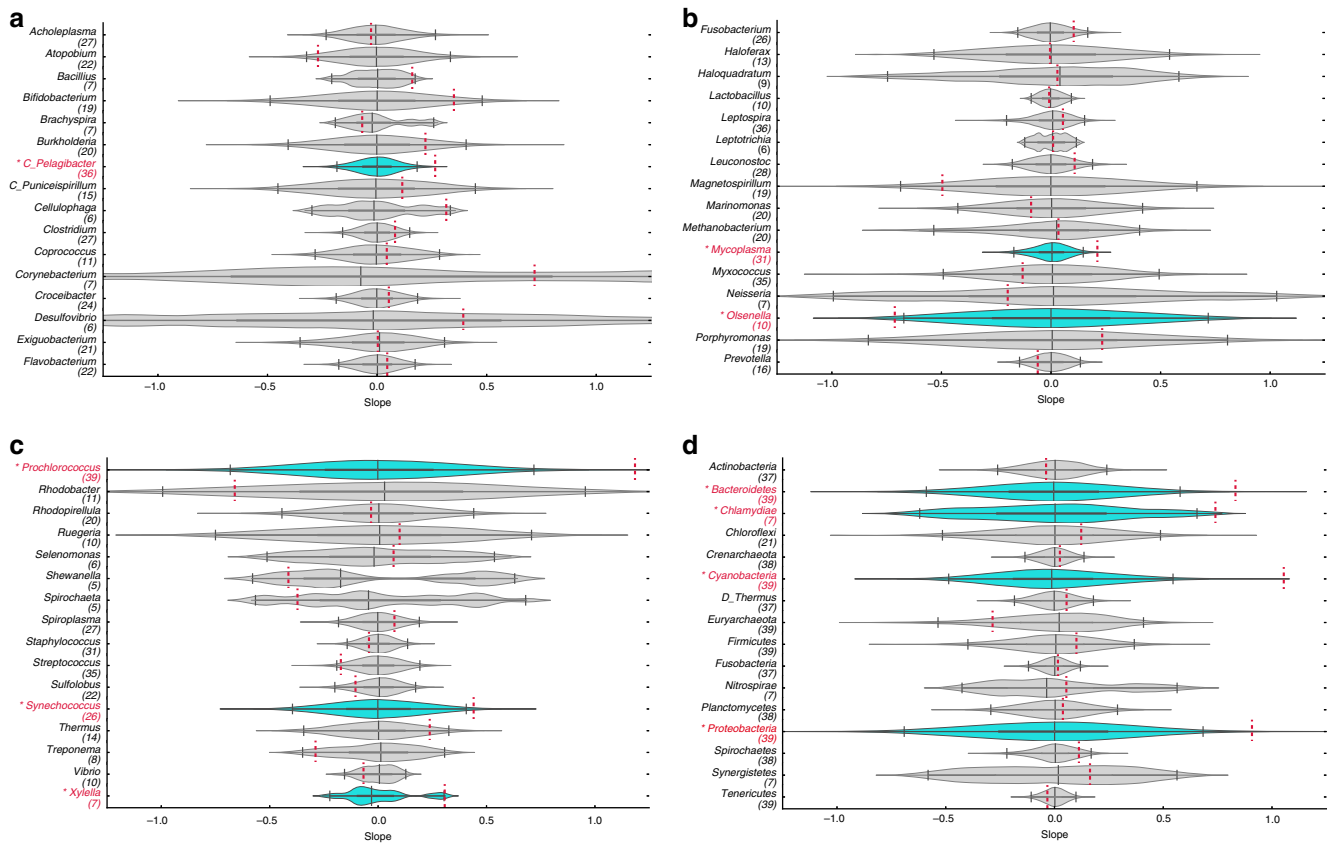 a
Acholeplasma
(27)
Atopobium
(22)
Bacillius
(7)
Bifidobacterium
(19)
Brachyspira
(7)
Burkholderia
(20)
* C_Pelagibacter
(36)
C_Puniceispirillum
(15)
Cellulophaga
(6)
Clostridium
(27)
Coprococcus
(11)
Corynebacterium
(7)
Croceibacter
(24)
Desulfovibrio
(6)
Exiguobacterium
(21)
Flavobacterium
(22)
−1.0 −0.5 0.0 0.5 1.0
Slope
b
Fusobacterium
(26)
Haloferax
(13)
Haloquadratum
(9)
Lactobacillus
(10)
Leptospira
(36)
Leptotrichia
(6)
Leuconostoc
(28)
Magnetospirillum
(19)
Marinomonas
(20)
Methanobacterium
(20)
* Mycoplasma
(31)
Myxococcus
(35)
Neisseria
(7)
* Olsenella
(10)
Porphyromonas
(19)
Prevotella
(16)
−1.0 −0.5 0.0 0.5 1.0
Slope
c
* Prochlorococcus
(39)
Rhodobacter
(11)
Rhodopirellula
(20)
Ruegeria
(10)
Selenomonas
(6)
Shewanella
(5)
Spirochaeta
(5)
Spiroplasma
(27)
Staphylococcus
(31)
Streptococcus
(35)
Sulfolobus
(22)
* Synechococcus
(26)
Thermus
(14)
Treponema
(8)
Vibrio
(10)
* Xylella
(7)
−1.0 −0.5 0.0 0.5 1.0
Slope
d
Actinobacteria
(37)
* Bacteroidetes
(39)
* Chlamydiae
(7)
Chloroflexi
(21)
Crenarchaeota
(38)
* Cyanobacteria
(39)
D_Thermus
(37)
Euryarchaeota
(39)
Firmicutes
(39)
Fusobacteria
(37)
Nitrospirae
(7)
Planctomycetes
(38)
* Proteobacteria
(39)
Spirochaetes
(38)
Synergistetes
(7)
Tenericutes
(39)
−1.0 −0.5 0.0 0.5 1.0
Slope